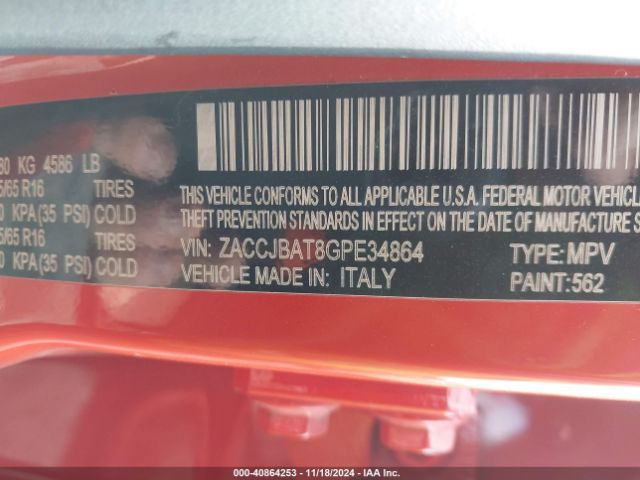 80 KG 4586 LB
5/65 R16 TIRES
0 KPA(35 PSI) COLD
5/65 R16 TIRES
0 KPA(35 PSI) COLD
THIS VEHICLE CONFORMS TO ALL APPLICABLE U.S.A. FEDERAL MOTOR VEHICLE
THEFT PREVENTION STANDARDS IN EFFECT ON THE DATE OF MANUFACTURE S
VIN: ZACCJBAT8GPE34864 TYPE: MPV
VEHICLE MADE IN: ITALY PAINT: 562
000-40864253 - 11/18/2024 - IAA Inc.